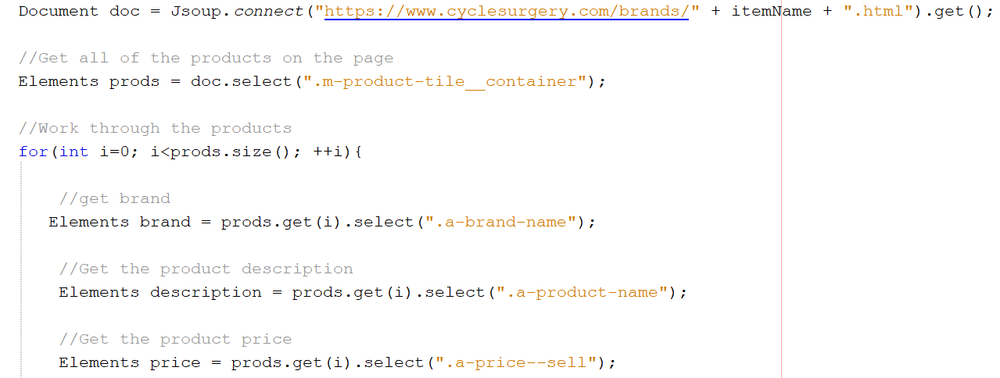 Document doc = Jsoup.connect("https://www.cyclesurgery.com/brands/" + itemName + ".html").get();
//Get all of the products on the page
Elements prods = doc.select(".m-product-tile__container");
//Work through the products
for(int i=0; i<prods.size(); ++i){
//get brand
Elements brand = prods.get(i).select(".a-brand-name");
//Get the product description
Elements description = prods.get(i).select(".a-product-name");
//Get the product price
Elements price = prods.get(i).select(".a-price--sell");